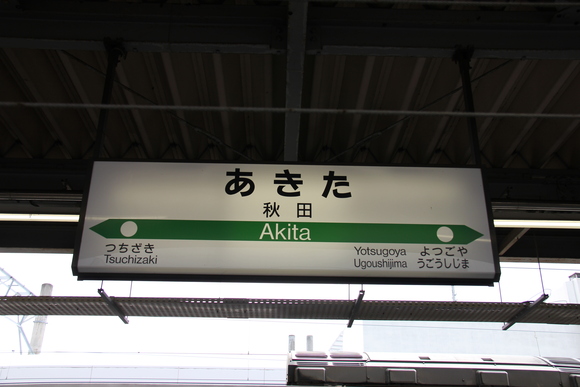 あきた
秋田
Akita
つちざき
Tsuchizaki
Yotsugoya よつごや
Ugoushijima うごうしじま